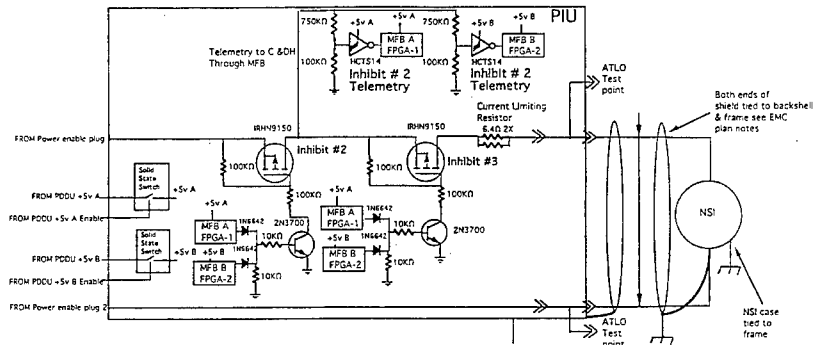 PIU
750KΩ
+5v A
MFB A
FPGA-1
750KΩ
+5v B
MFB B
FPGA-2
Telemetry to C &DH
Through MFB
100KΩ
HCTS14
Inhibit # 2
Telemetry
100KΩ
HCTS14
Inhibit # 2
Telemetry
ATLO
Test
point
Both ends of
shield tied to backshell
& frame see EMC
plan notes
Current Limiting
Resistor
6.4Ω 2X
FROM Power enable plug
IRHN9150
Inhibit #2
IRHN9150
Inhibit #3
100KΩ
100KΩ
100KΩ
100KΩ
Solid
State
Switch
+5v A
FROM PDDU +5v A
FROM PDDU +5v A Enable
+5v A
MFB A
FPGA-1
1N6642
10KΩ
2N3700
+5v A
MFB A
FPGA-1
1N6642
10KΩ
2N3700
NSI
Solid
State
Switch
+5v B
FROM PDDU +5v B
FROM PDDU +5v B Enable
+5v B
MFB B
FPGA-2
1N6642
10KΩ
+5v B
MFB B
FPGA-2
1N6642
10KΩ
FROM Power enable plug 2
ATLO
Test
point
NSI case
tied to
frame